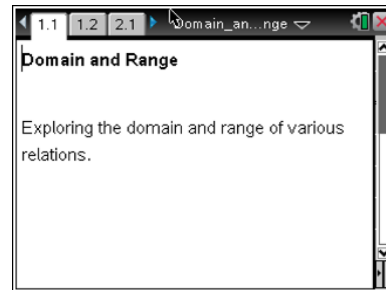 1.1 1.2 2.1 Domain_an...nge
Domain and Range
Exploring the domain and range of various
relations.